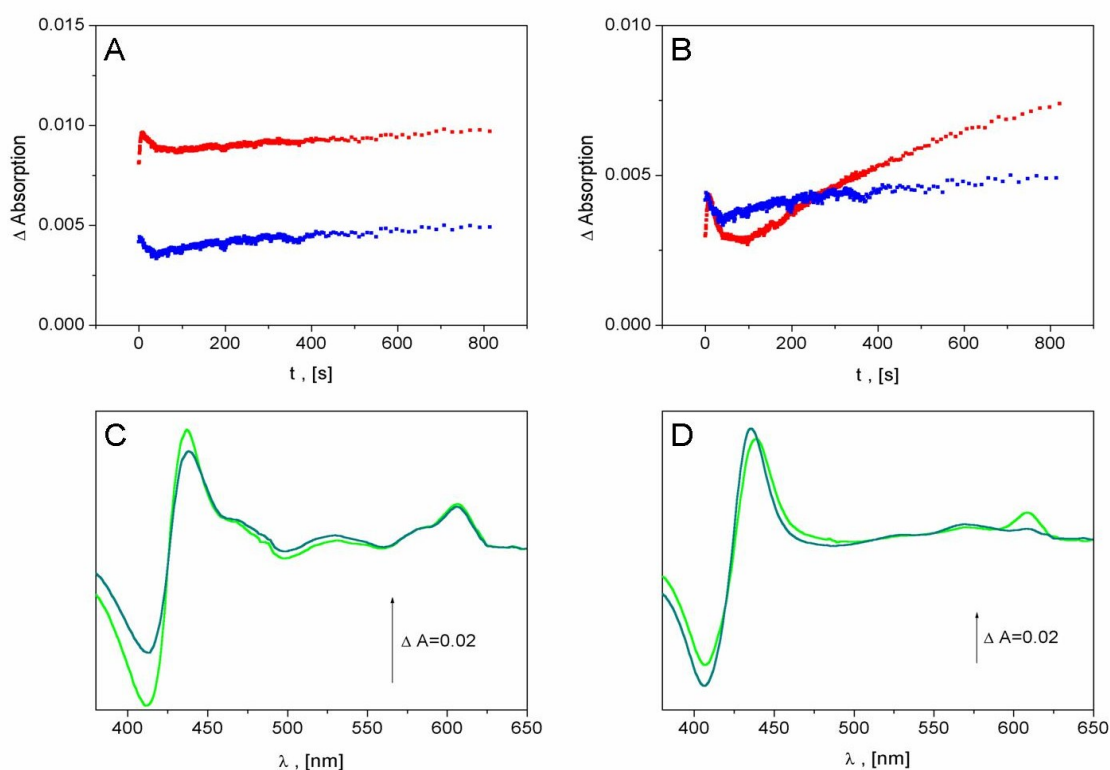 A
0.015
0.010
0.005
0.000
Δ Absorption
0 200 400 600 800
t , [s]
B
0.010
0.005
0.000
Δ Absorption
0 200 400 600 800
t , [s]
C
Δ A=0.02
400 450 500 550 600 650
λ , [nm]
D
Δ A=0.02
400 450 500 550 600 650
λ , [nm]